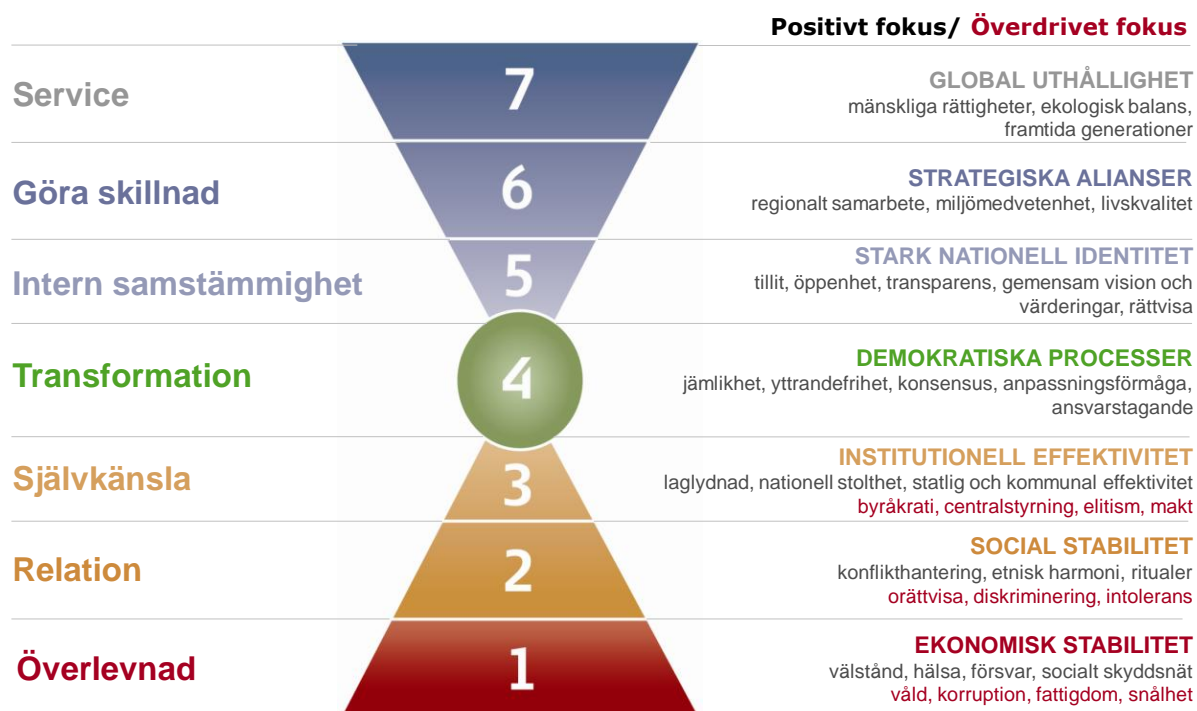 Positivt fokus/ Överdrivet fokus
Service
7
GLOBAL UTHÅLLIGHET
mänskliga rättigheter, ekologisk balans,
framtida generationer
Göra skillnad
6
STRATEGISKA ALIANSER
regionalt samarbete, miljömedvetenhet, livskvalitet
Intern samstämmighet
5
STARK NATIONELL IDENTITET
tillit, öppenhet, transparens, gemensam vision och
värderingar, rättvisa
Transformation
4
DEMOKRATISKA PROCESSER
jämlikhet, yttrandefrihet, konsensus, anpassningsförmåga,
ansvarstagande
Självkänsla
3
INSTITUTIONELL EFFEKTIVITET
laglydnad, nationell stolthet, statlig och kommunal effektivitet
byråkrati, centralstyrning, elitism, makt
Relation
2
SOCIAL STABILITET
konflikthantering, etnisk harmoni, ritualer
orättvisa, diskriminering, intolerans
Överlevnad
1
EKONOMISK STABILITET
välstånd, hälsa, försvar, socialt skyddsnät
våld, korruption, fattigdom, snålhet